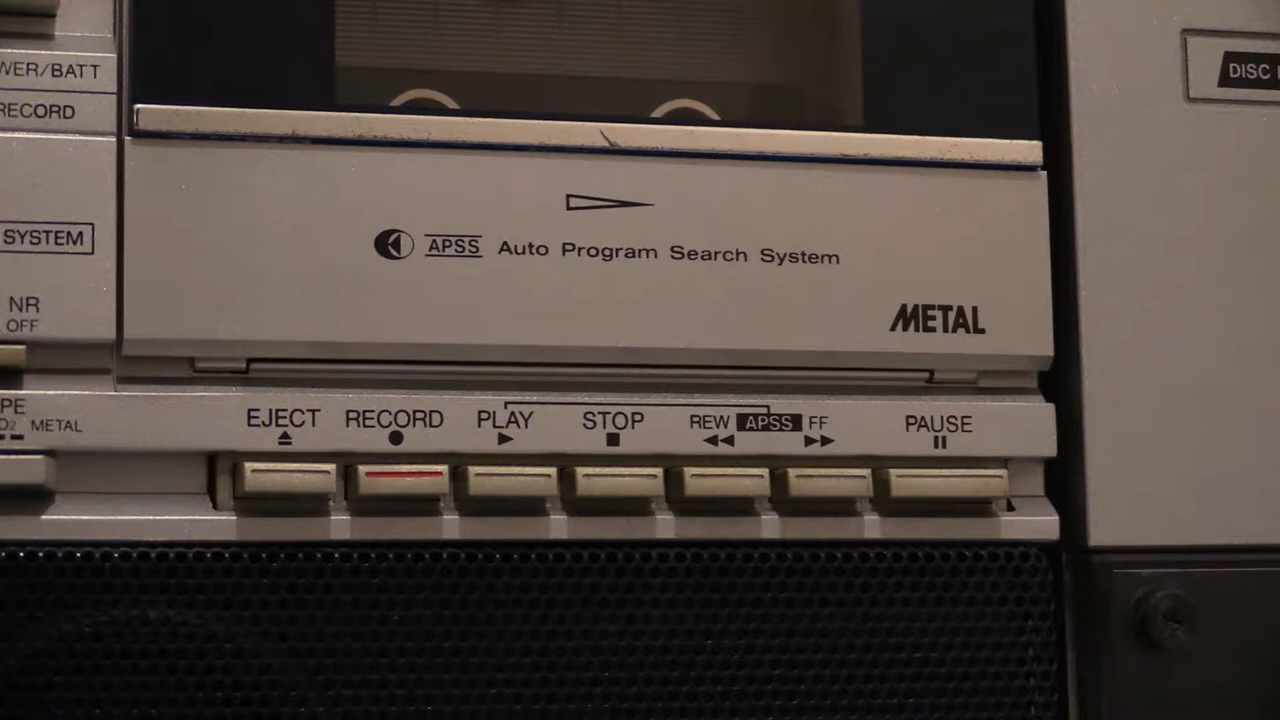 WER/BATT
RECORD
DISC
SYSTEM
APSS Auto Program Search System
NR
OFF
METAL
PE
O2 METAL
EJECT RECORD PLAY STOP REW APSS FF PAUSE